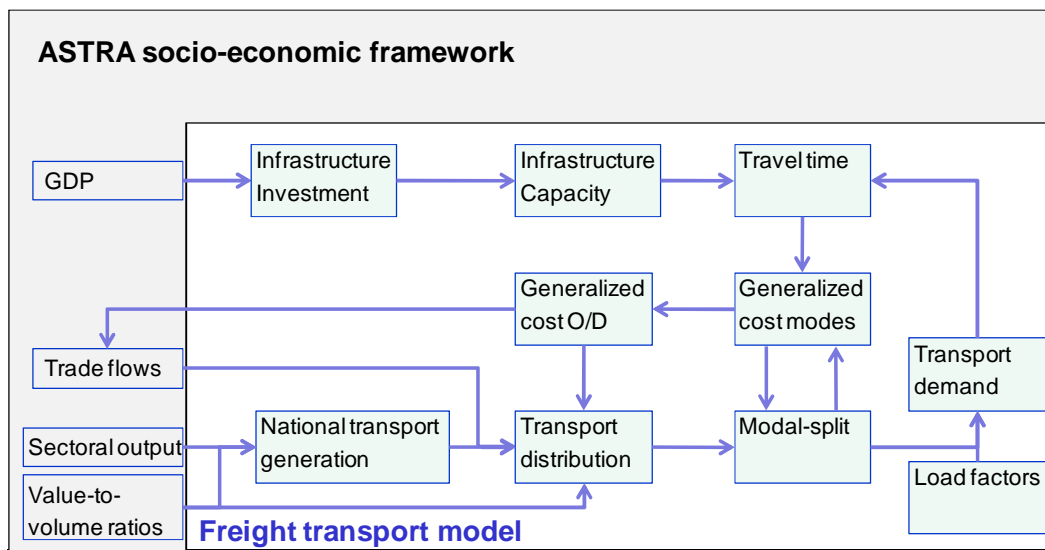 ASTRA socio-economic framework
GDP
Infrastructure
Investment
Infrastructure
Capacity
Travel time
Generalized
cost O/D
Generalized
cost modes
Trade flows
Transport
demand
Sectoral output
National transport
generation
Transport
distribution
Modal-split
Load factors
Value-to-
volume ratios
Freight transport model